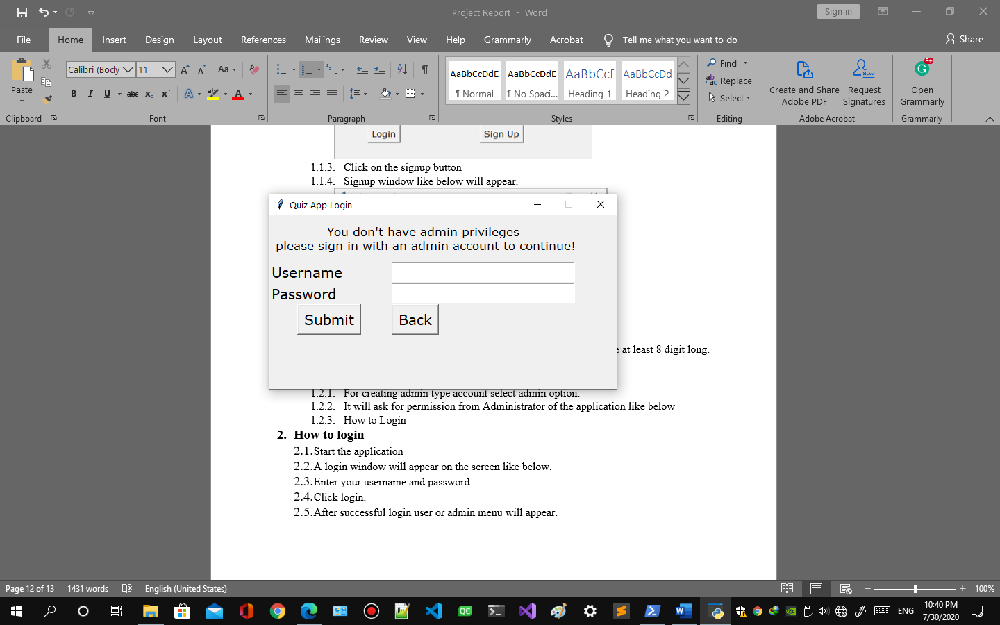 Project Report - Word
Sign in
File Home Insert Design Layout References Mailings Review View Help Grammarly Acrobat Tell me what you want to do Share
Calibri (Body 11 Aa
Paste
B I U abc x₂ x² A ab A
AaBbCcDdE AaBbCcDdE AaBbCcE AaBbCcDd
¶ Normal ¶ No Spaci... Heading 1 Heading 2
Find
Replace
Select
Create and Share Adobe PDF
Request Signatures
5+
Open Grammarly
Clipboard Font Paragraph Styles Editing Adobe Acrobat Grammarly
Login Sign Up
1.1.3. Click on the signup button
1.1.4. Signup window like below will appear.
Quiz App Login
You don't have admin privileges
please sign in with an admin account to continue!
Username
Password
Submit Back
e at least 8 digit long.
1.2.1. For creating admin type account select admin option.
1.2.2. It will ask for permission from Administrator of the application like below
1.2.3. How to Login
2. How to login
2.1.Start the application
2.2.A login window will appear on the screen like below.
2.3.Enter your username and password.
2.4.Click login.
2.5.After successful login user or admin menu will appear.
Page 12 of 13 1431 words English (United States) 100%
QC
ENG
10:40 PM
7/30/2020